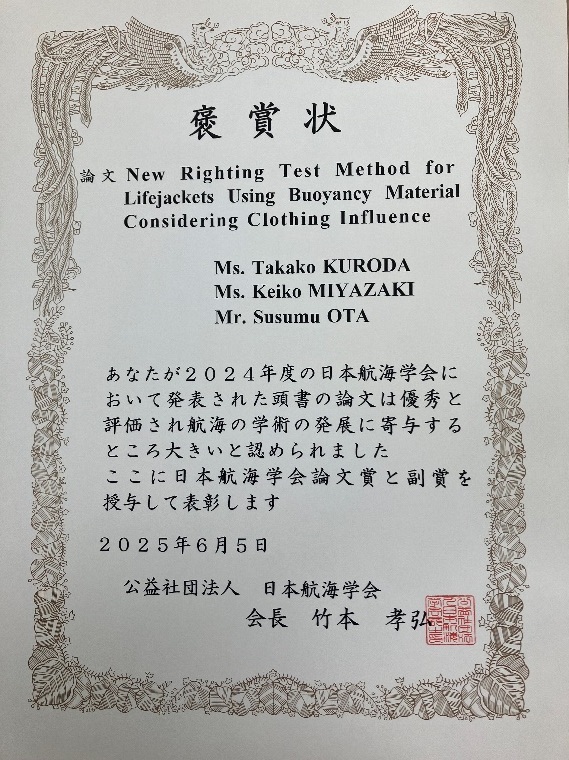 褒賞状
論文 New Righting Test Method for
Lifejackets Using Buoyancy Material
Considering Clothing Influence
Ms. Takako KURODA
Ms. Keiko MIYAZAKI
Mr. Susumu OTA
あなたが２０２４年度の日本航海学会に
おいて発表された頭書の論文は優秀と
評価され航海の学術の発展に寄与する
ところ大きいと認められました
ここに日本航海学会論文賞と副賞を
授与して表彰します
２０２５年６月５日
公益社団法人 日本航海学会
会長 竹本 孝弘